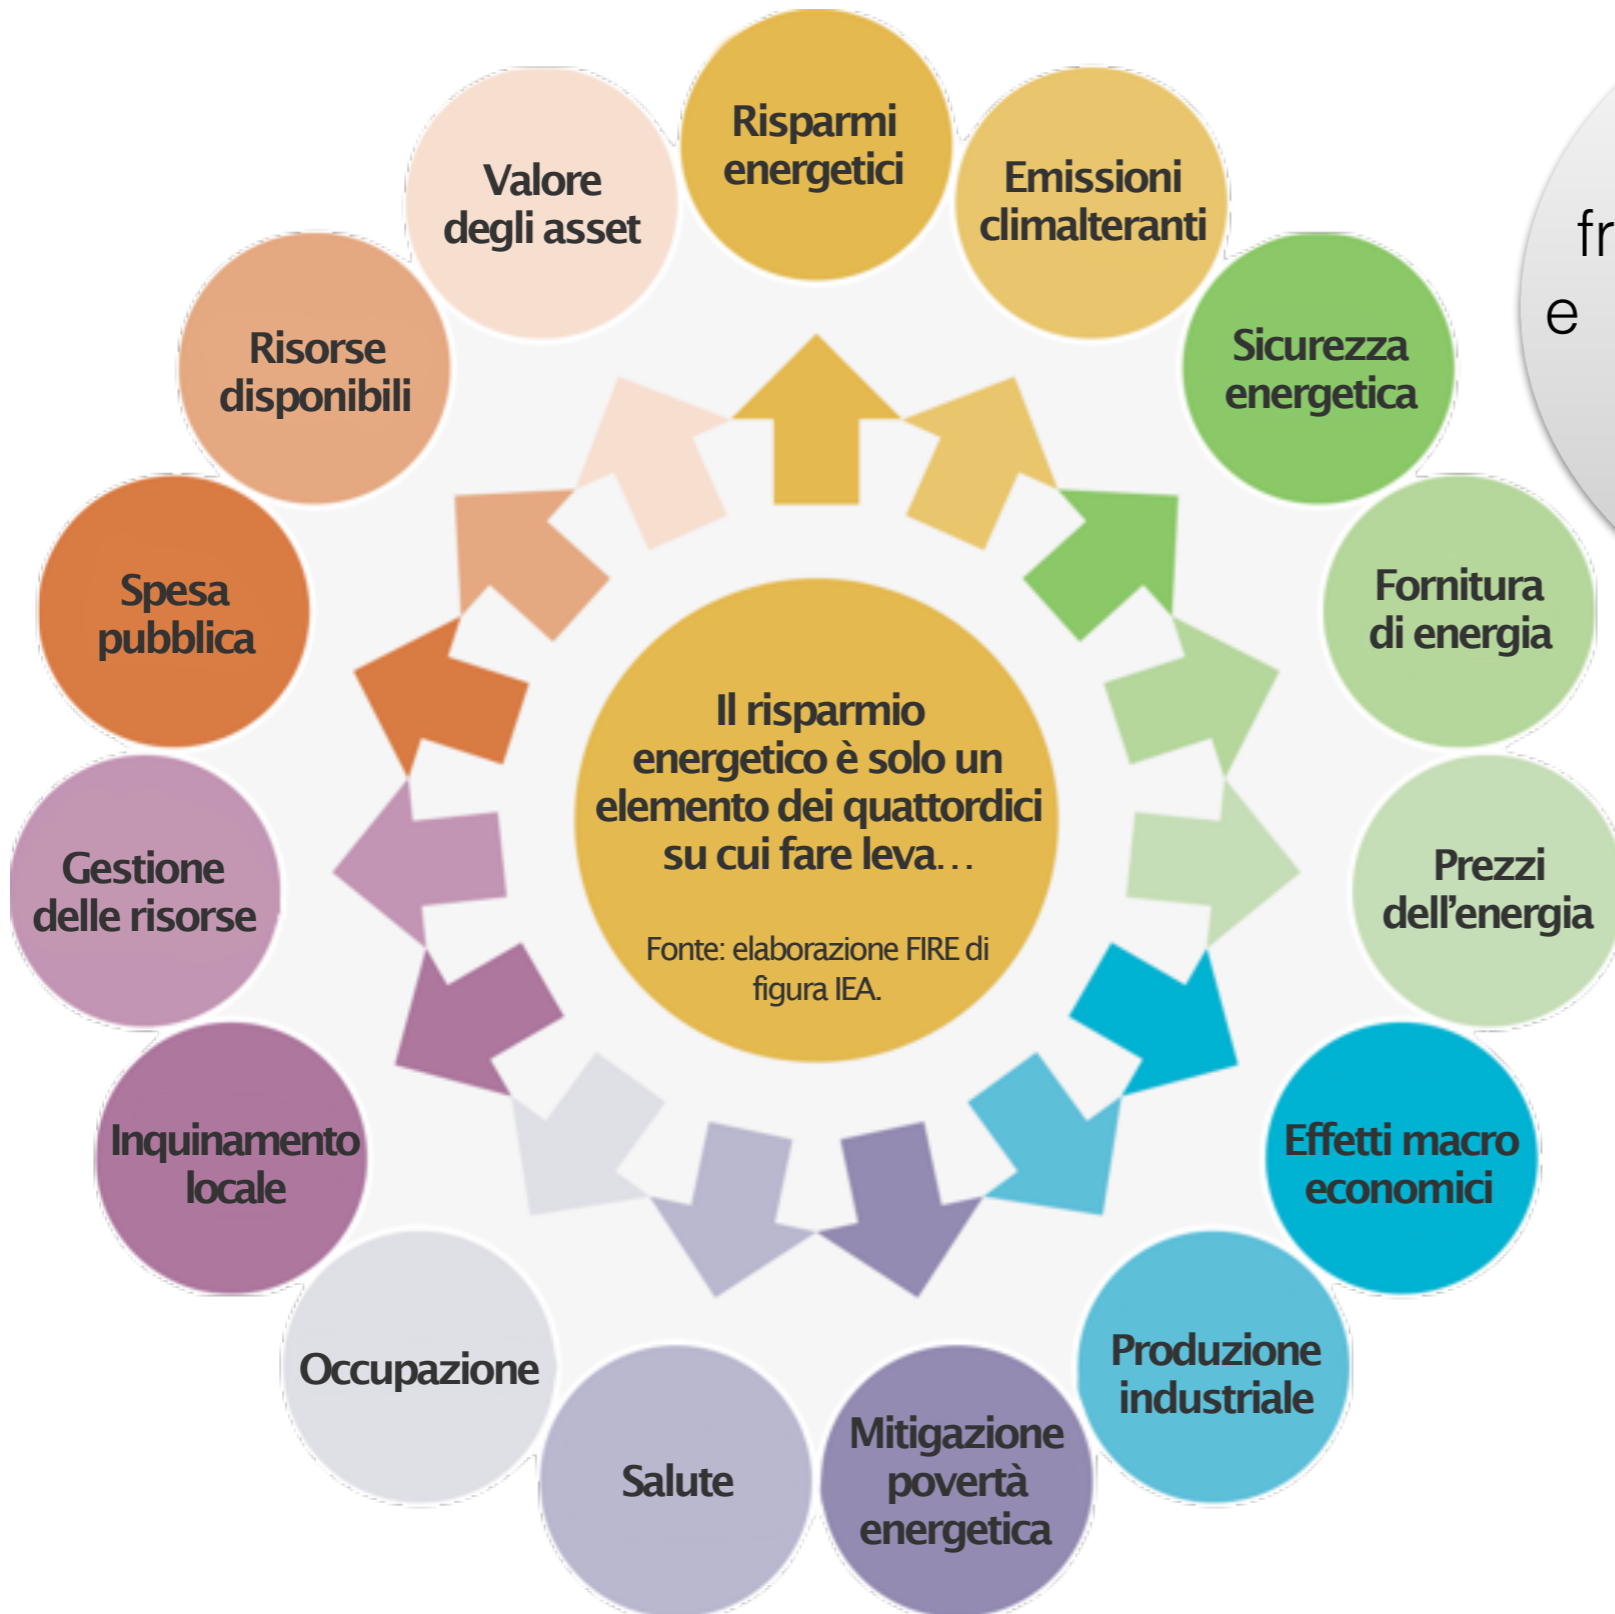 Risparmi
energetici
Emissioni
climalteranti
Sicurezza
energetica
Fornitura
di energia
Prezzi
dell'energia
Effetti macro
economici
Produzione
industriale
Mitigazione
povertà
energetica
Salute
Occupazione
Inquinamento
locale
Gestione
delle risorse
Spesa
pubblica
Risorse
disponibili
Valore
degli asset
Il risparmio
energetico è solo un
elemento dei quattordici
su cui fare leva…
Fonte: elaborazione FIRE di
figura IEA.
e